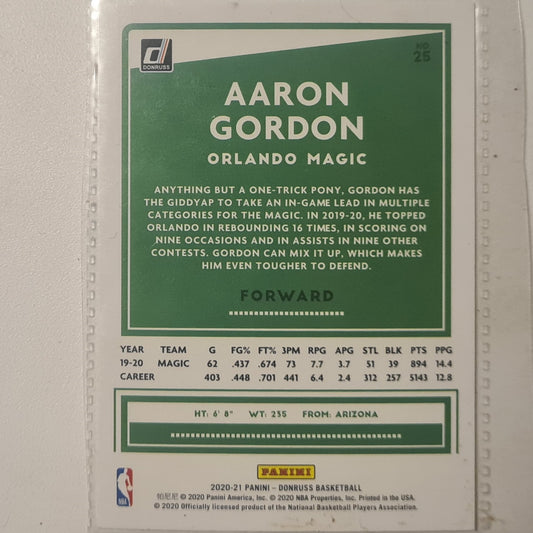 DONRUSS
NO.
25
AARON
GORDON
ORLANDO MAGIC
ANYTHING BUT A ONE-TRICK PONY, GORDON HAS
THE GIDDYAP TO TAKE AN IN-GAME LEAD IN MULTIPLE
CATEGORIES FOR THE MAGIC. IN 2019-20, HE TOPPED
ORLANDO IN REBOUNDING 16 TIMES, IN SCORING ON
NINE OCCASIONS AND IN ASSISTS IN NINE OTHER
CONTESTS. GORDON CAN MIX IT UP, WHICH MAKES
HIM EVEN TOUGHER TO DEFEND.
FORWARD
YEAR TEAM G FG% FT% 3PM RPG APG STL BLK PTS PPG
19-20 MAGIC 62 .437 .674 73 7.7 3.7 51 39 894 14.4
CAREER 403 .448 .701 441 6.4 2.4 312 257 5143 12.8
HT: 6' 8" WT: 235 FROM: ARIZONA
PANINI
2020-21 PANINI – DONRUSS BASKETBALL
帕尼尼 © 2020 Panini America, Inc. © 2020 NBA Properties, Inc. Printed in the USA.
© 2020 Officially licensed product of the National Basketball Players Association.
NBA